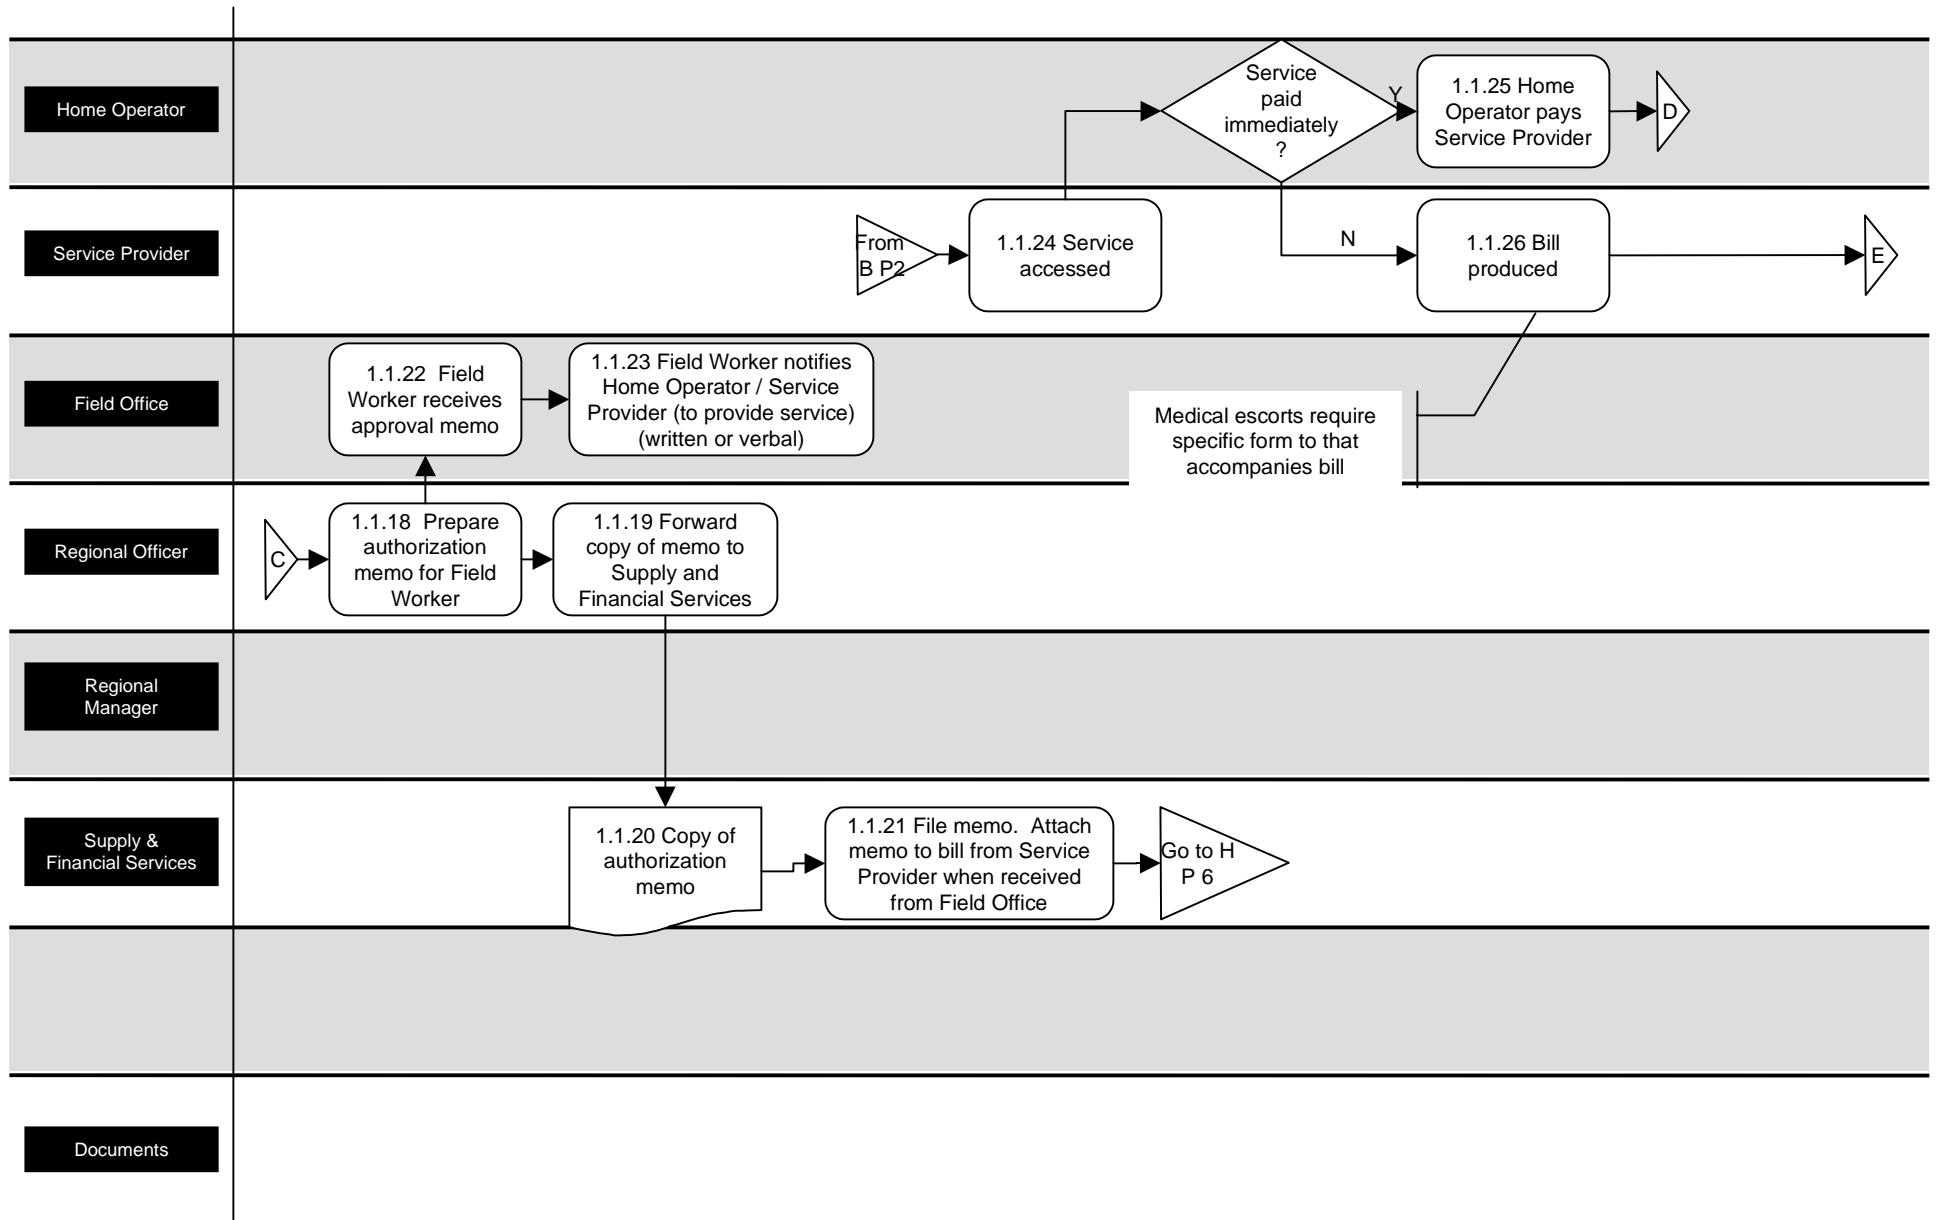 Home Operator
Service
paid
immediately
?
Y
1.1.25 Home
Operator pays
Service Provider
D
Service Provider
From
B P2
1.1.24 Service
accessed
N
1.1.26 Bill
produced
E
Field Office
1.1.22 Field
Worker receives
approval memo
1.1.23 Field Worker notifies
Home Operator / Service
Provider (to provide service)
(written or verbal)
Medical escorts require
specific form to that
accompanies bill
Regional Officer
C
1.1.18 Prepare
authorization
memo for Field
Worker
1.1.19 Forward
copy of memo to
Supply and
Financial Services
Regional
Manager
Supply &
Financial Services
1.1.20 Copy of
authorization
memo
1.1.21 File memo. Attach
memo to bill from Service
Provider when received
from Field Office
Go to H
P 6
Documents